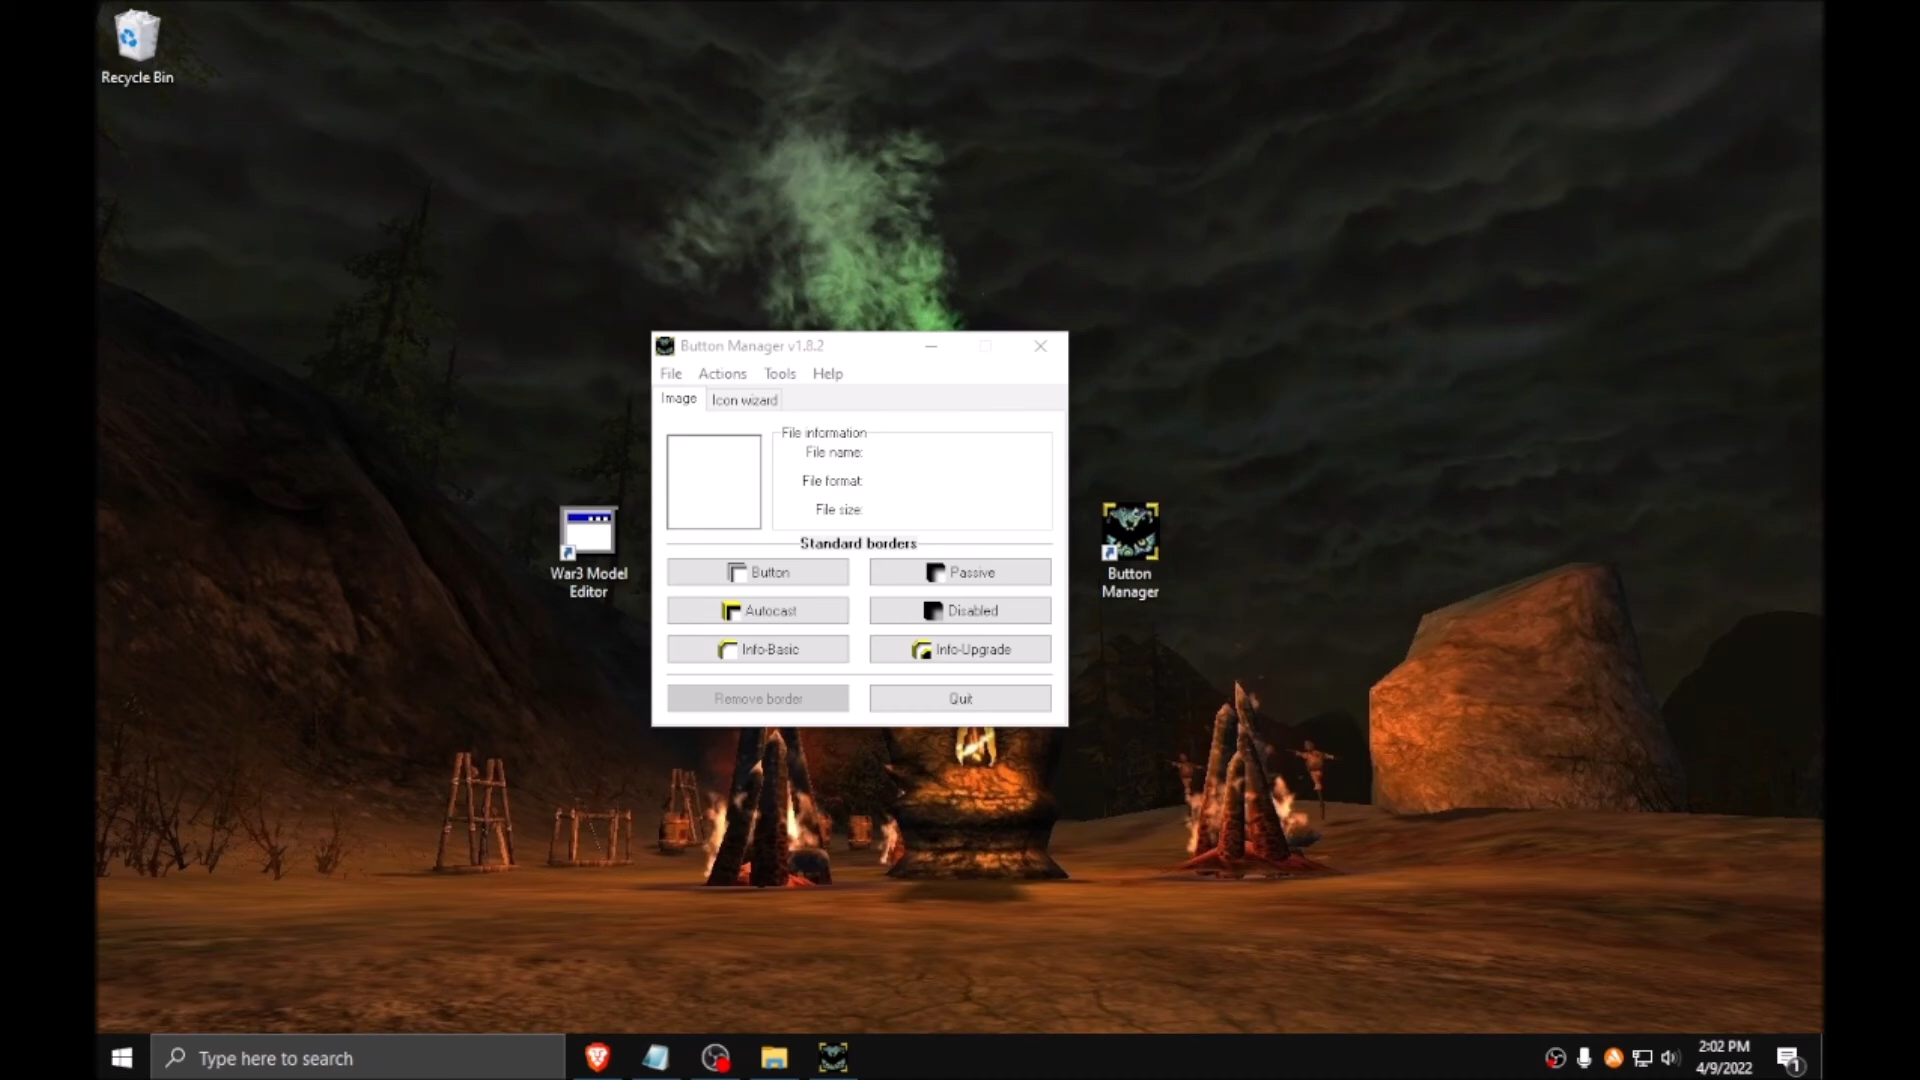 Recycle Bin
Button Manager v1.8.2
File Actions Tools Help
Image Icon wizard
File information
File name:
File format:
File size:
Standard borders
Button Passive
Autocast Disabled
Info-Basic Info-Upgrade
Remove border Quit
War3 Model
Editor
Button
Manager
Type here to search
2:02 PM
4/9/2022
1